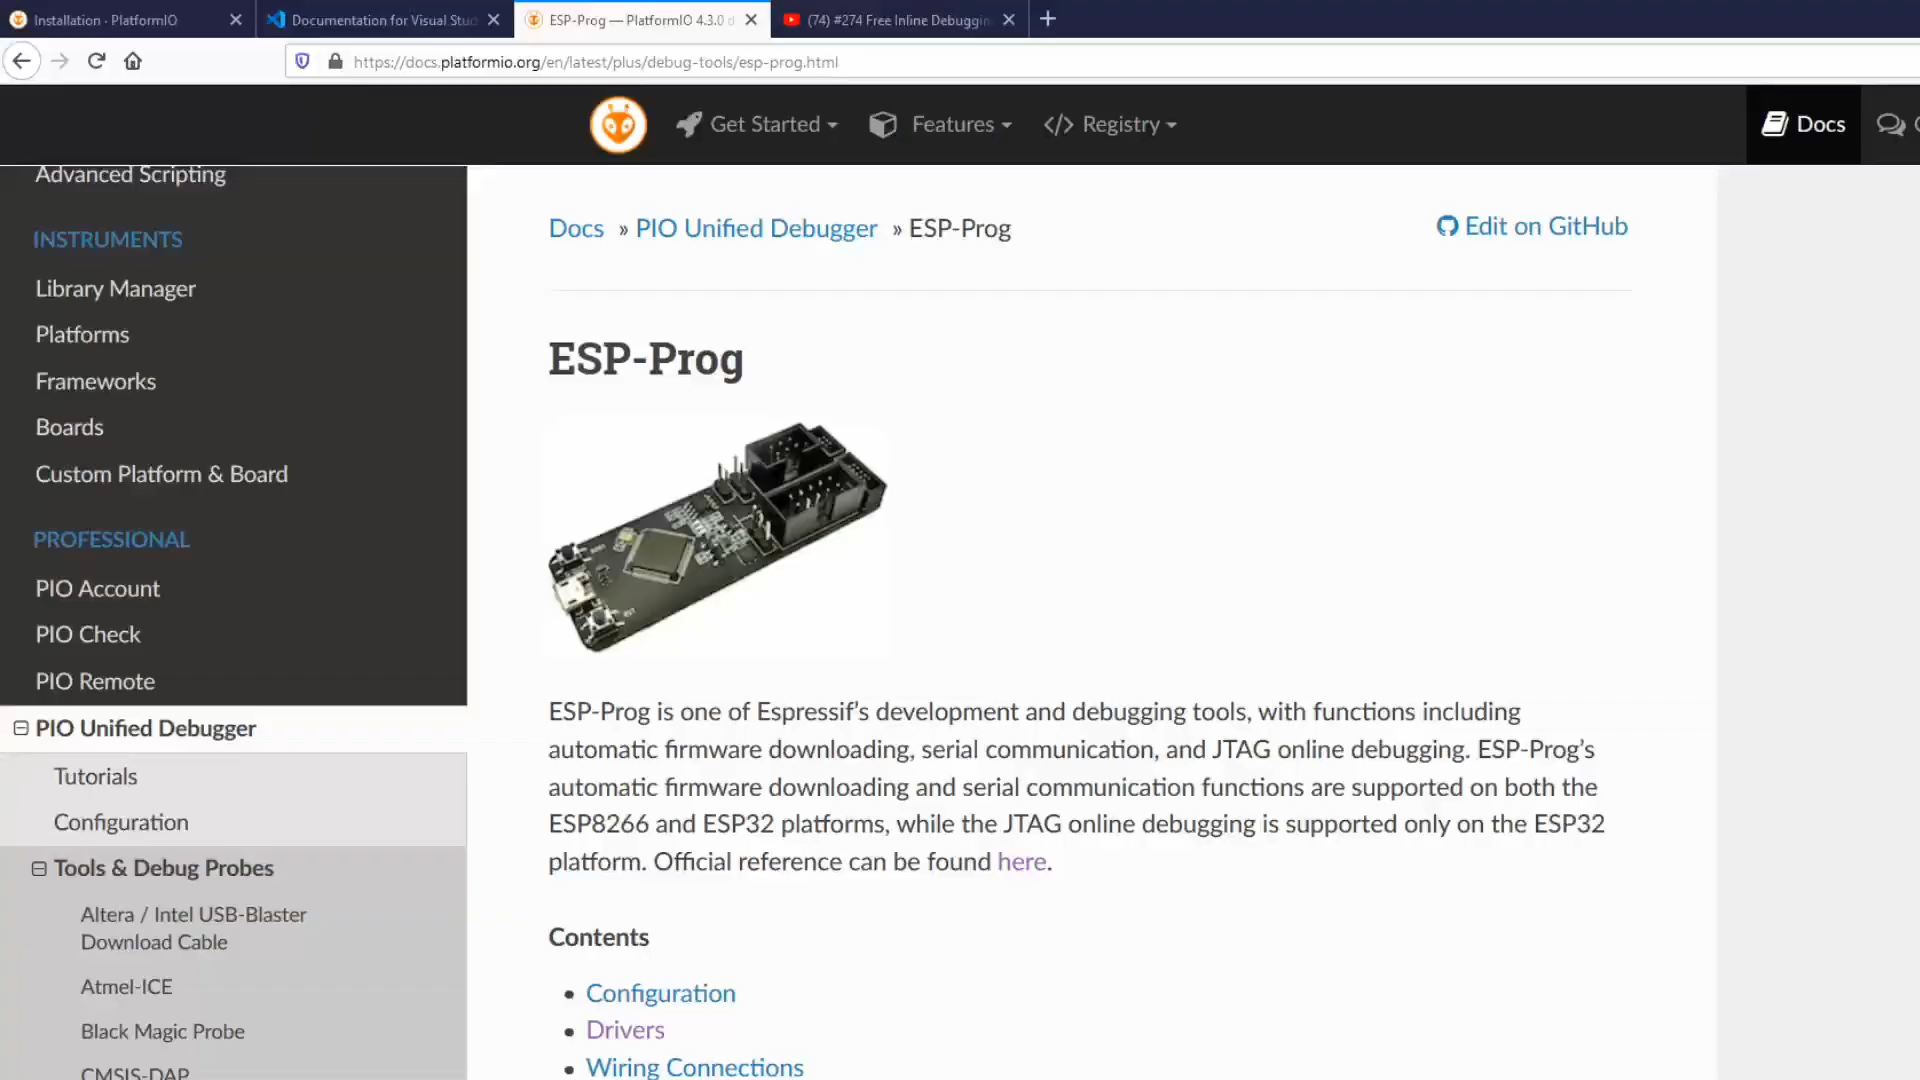 Installation · PlatformIO
Documentation for Visual Stud
ESP-Prog — PlatformIO 4.3.0 d
(74) #274 Free Inline Debuggin
https://docs.platformio.org/en/latest/plus/debug-tools/esp-prog.html
Get Started
Features
Registry
Docs
Advanced Scripting
INSTRUMENTS
Library Manager
Platforms
Frameworks
Boards
Custom Platform & Board
PROFESSIONAL
PIO Account
PIO Check
PIO Remote
PIO Unified Debugger
Tutorials
Configuration
Tools & Debug Probes
Altera / Intel USB-Blaster
Download Cable
Atmel-ICE
Black Magic Probe
CMSIS-DAP
Docs » PIO Unified Debugger » ESP-Prog
Edit on GitHub
ESP-Prog
ESP-Prog is one of Espressif’s development and debugging tools, with functions including
automatic firmware downloading, serial communication, and JTAG online debugging. ESP-Prog’s
automatic firmware downloading and serial communication functions are supported on both the
ESP8266 and ESP32 platforms, while the JTAG online debugging is supported only on the ESP32
platform. Official reference can be found here.
Contents
• Configuration
• Drivers
• Wiring Connections